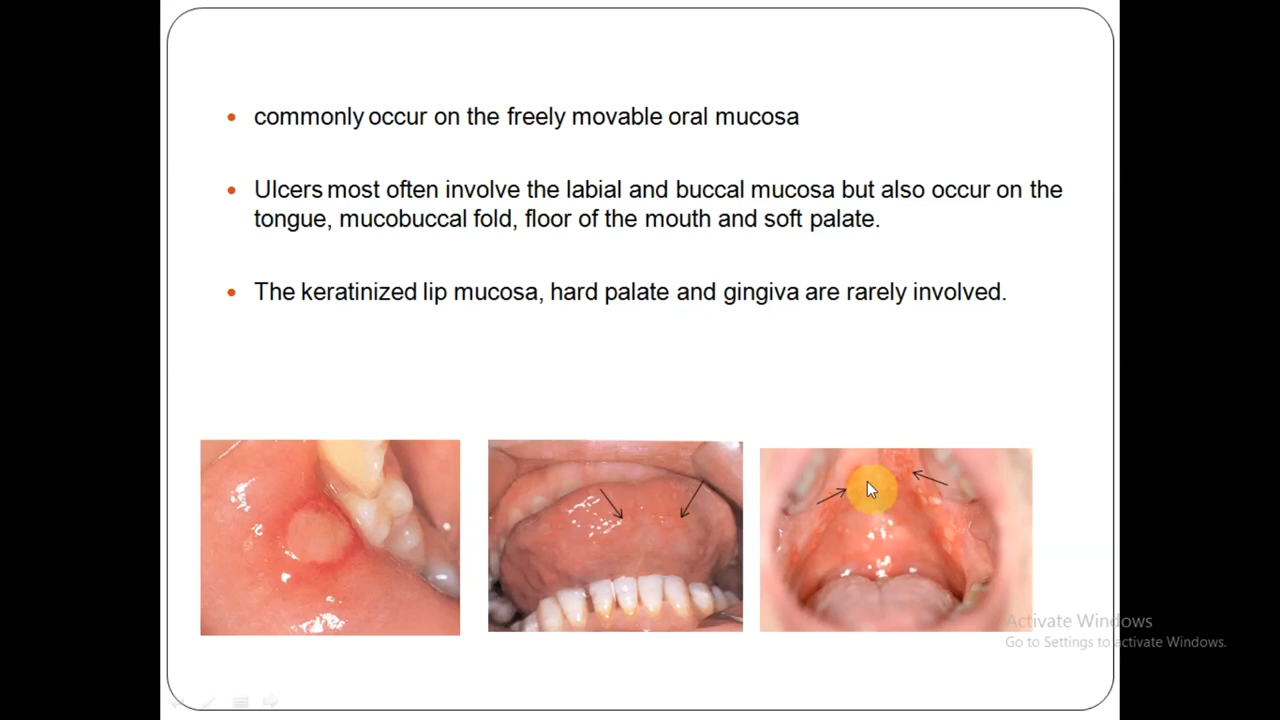 commonly occur on the freely movable oral mucosa
Ulcers most often involve the labial and buccal mucosa but also occur on the
tongue, mucobuccal fold, floor of the mouth and soft palate.
The keratinized lip mucosa, hard palate and gingiva are rarely involved.
Activate Windows
Go to Settings to activate Windows.